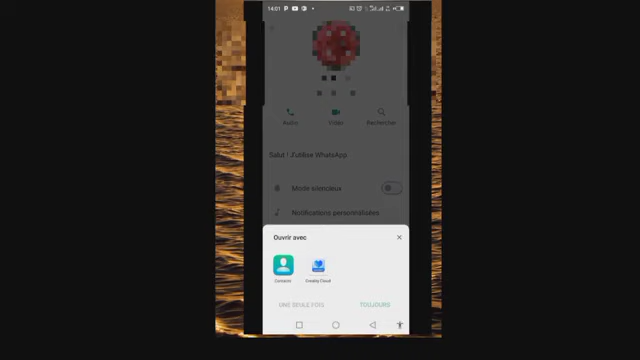 14:01
Audio
Vidéo
Rechercher
Salut ! J'utilise WhatsApp
Mode silencieux
Notifications personnalisées
Ouvrir avec
Contacts
Cloud
UNE SEULE FOIS
TOUJOURS